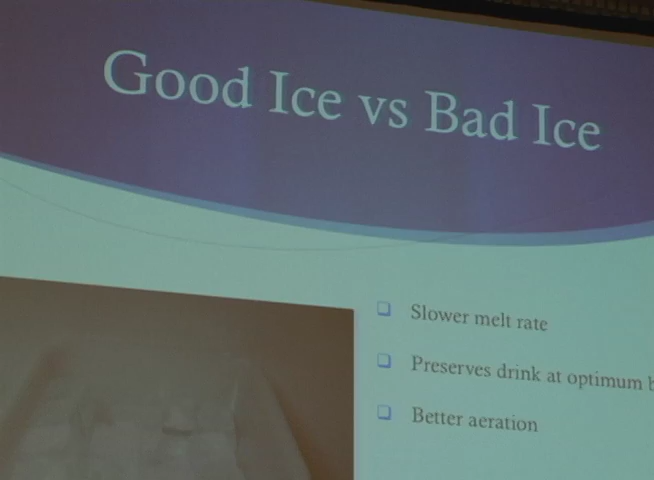 Good Ice vs Bad Ice
Slower melt rate
Preserves drink at optimum
Better aeration